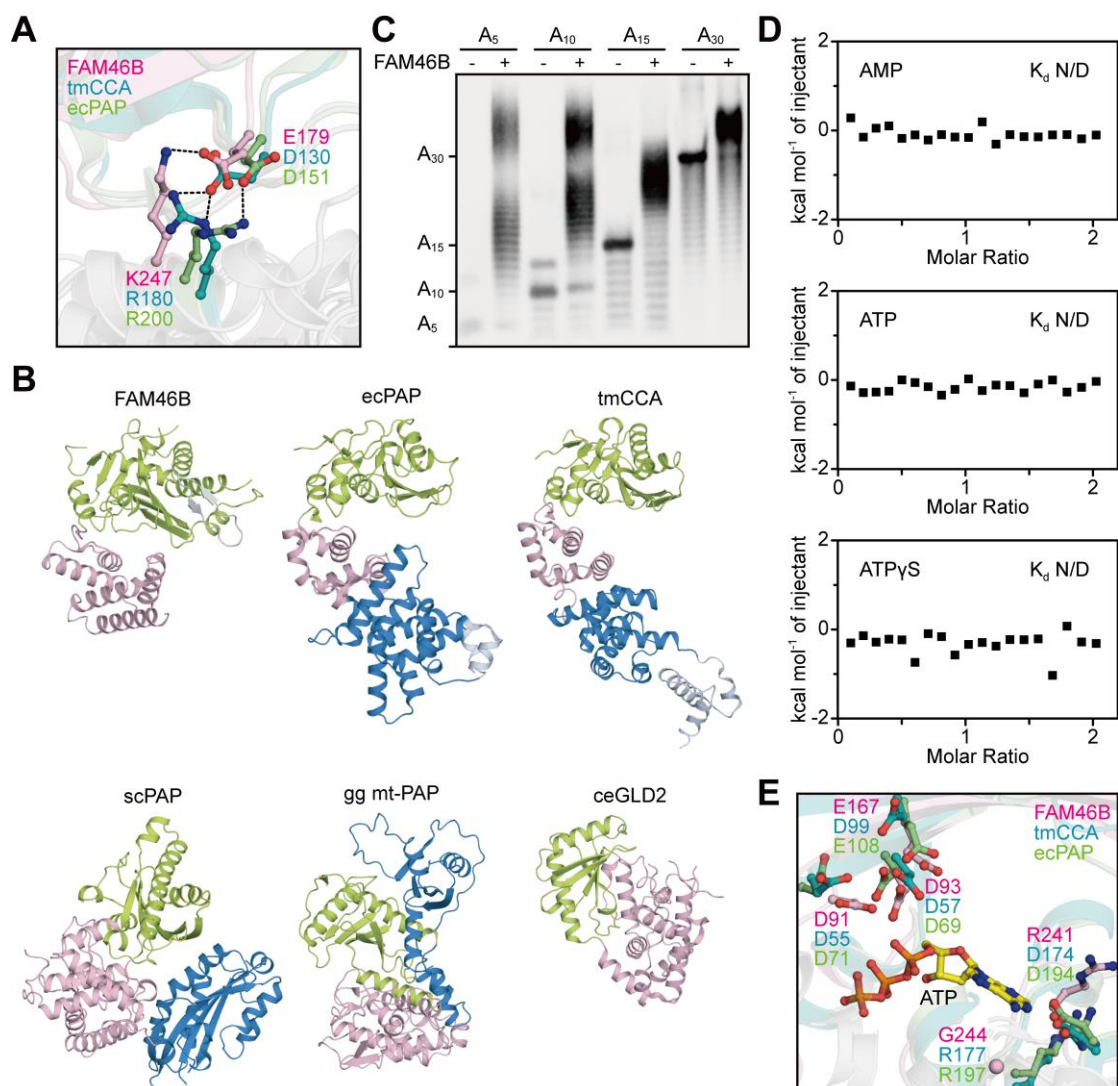 A
FAM46B
tmCCA
ecPAP
E179
D130
D151
K247
R180
R200
B
FAM46B
ecPAP
tmCCA
scPAP
gg mt-PAP
ceGLD2
C
A₅ A₁₀ A₁₅ A₃₀
FAM46B - + - + - + - +
A₃₀
A₁₅
A₁₀
A₅
D
kcal mol⁻¹ of injectant
2
0
-2
AMP
K_d N/D
0 1 2
Molar Ratio
kcal mol⁻¹ of injectant
2
0
-2
ATP
K_d N/D
0 1 2
Molar Ratio
kcal mol⁻¹ of injectant
2
0
-2
ATPγS
K_d N/D
0 1 2
Molar Ratio
E
E167
D99
E108
FAM46B
tmCCA
ecPAP
D93
D57
D69
D91
D55
D71
R241
D174
D194
ATP
G244
R177
R197